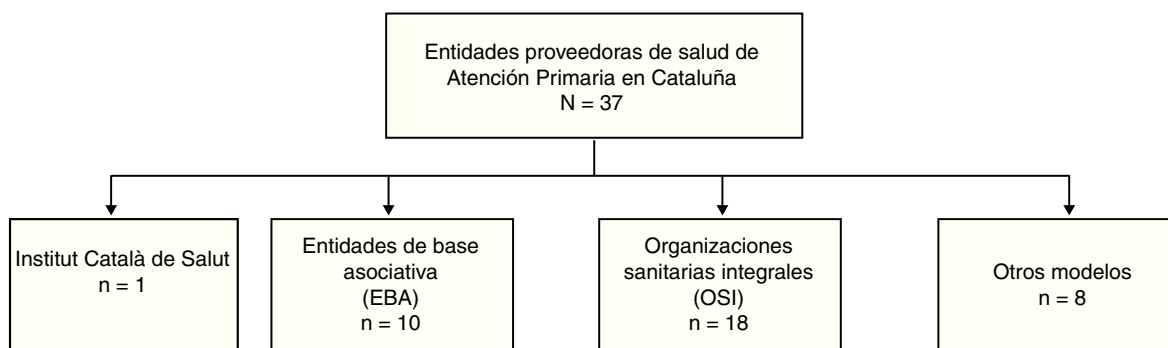 Entidades proveedoras de salud de
Atención Primaria en Cataluña
N = 37
Institut Català de Salut
n = 1
Entidades de base
asociativa
(EBA)
n = 10
Organizaciones
sanitarias integrales
(OSI)
n = 18
Otros modelos
n = 8